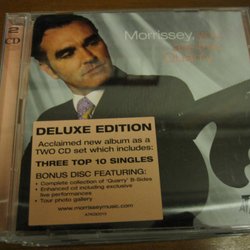 2
CD
Morrissey,
Quarry
DELUXE EDITION
Acclaimed new album as a
TWO CD set which includes:
THREE TOP 10 SINGLES
BONUS DISC FEATURING:
• Complete collection of 'Quarry' B-Sides
• Enhanced cd including exclusive
live performances
• Tour photo gallery
www.morrisseymusic.com